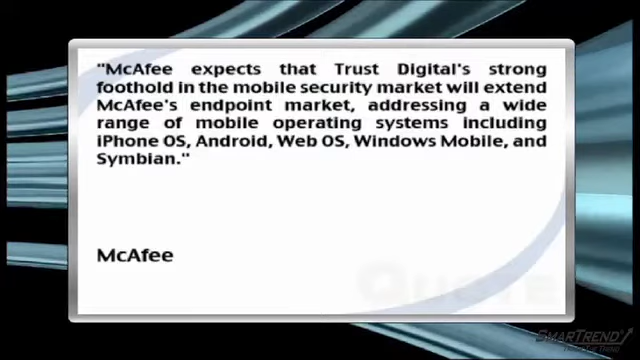 "McAfee expects that Trust Digital's strong
foothold in the mobile security market will extend
McAfee's endpoint market, addressing a wide
range of mobile operating systems including
iPhone OS, Android, Web OS, Windows Mobile, and
Symbian."
McAfee
QUOTE
SMARTREND